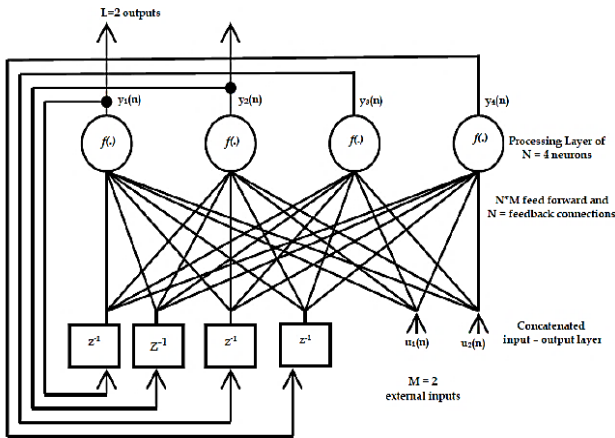 L=2 outputs
y1(n) y2(n) y3(n) y4(n)
f(.) f(.) f(.) f(.)
Processing Layer of
N = 4 neurons
N*M feed forward and
N = feedback connections
z-1 Z-1 z-1 z-1
u1(n) u2(n)
Concatenated
input – output layer
M = 2
external inputs